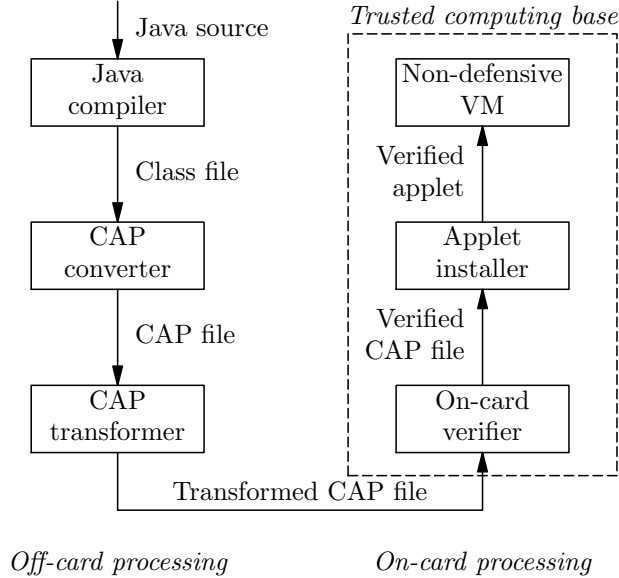 Java source
Java
compiler
Class file
CAP
converter
CAP file
CAP
transformer
Transformed CAP file
Off-card processing
Trusted computing base
Non-defensive
VM
Verified
applet
Applet
installer
Verified
CAP file
On-card
verifier
On-card processing